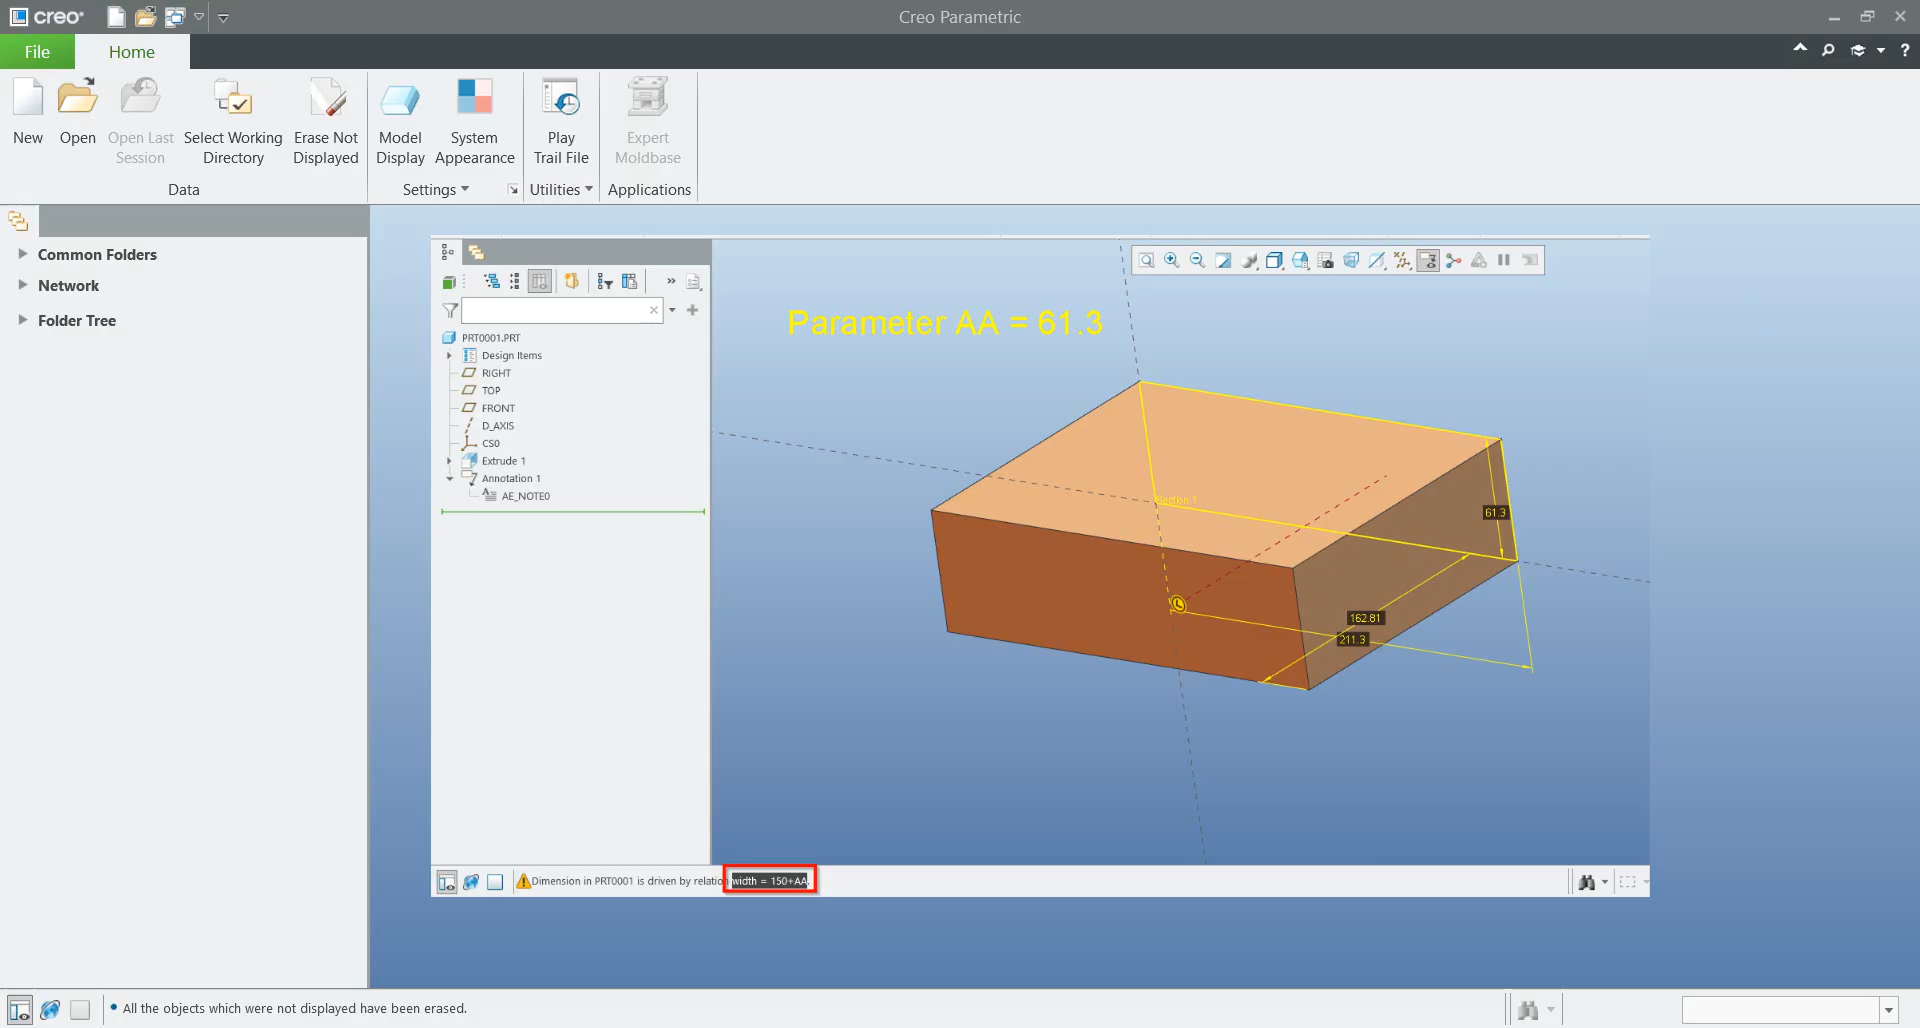 creo®
Creo Parametric
File
Home
?
New
Open
Open Last Session
Select Working Directory
Erase Not Displayed
Model Display
System Appearance
Play Trail File
Expert Moldbase
Data
Settings
Utilities
Applications
Common Folders
Network
Folder Tree
PRT0001.PRT
Design Items
RIGHT
TOP
FRONT
D_AXIS
CS0
Extrude 1
Annotation 1
AE_NOTE0
Parameter AA = 61.3
Section 1
61.3
162.81
211.3
Dimension in PRT0001 is driven by relation width = 150+AA.
• All the objects which were not displayed have been erased.